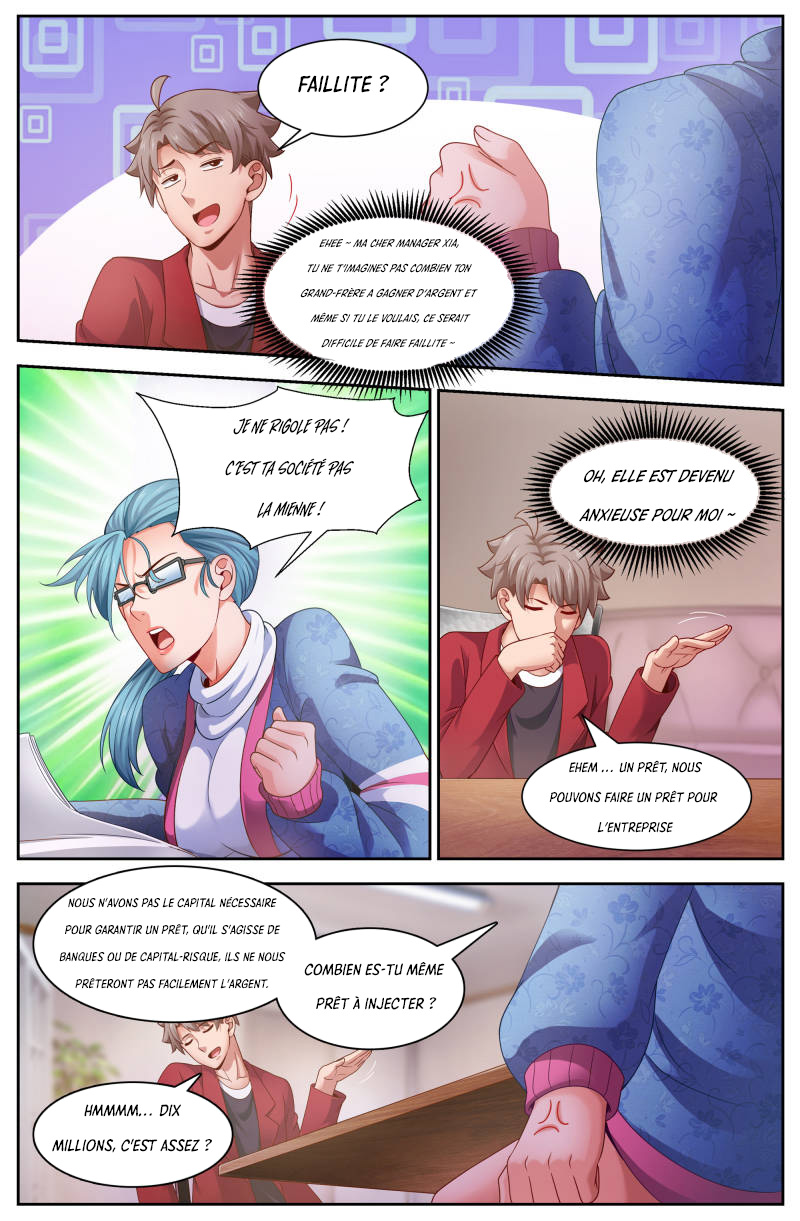 FAILLITE ?
EHEE ~ MA CHER MANAGER XIA,
TU NE T'IMAGINES PAS COMBIEN TON
GRAND-FRÈRE A GAGNER D'ARGENT ET
MÊME SI TU LE VOULAIS, CE SERAIT
DIFFICILE DE FAIRE FAILLITE ~
JE NE RIGOLE PAS !
C'EST TA SOCIÉTÉ PAS
LA MIENNE !
OH, ELLE EST DEVENU
ANXIEUSE POUR MOI ~
EHEM ... UN PRÊT, NOUS
POUVONS FAIRE UN PRÊT POUR
L'ENTREPRISE
NOUS N'AVONS PAS LE CAPITAL NÉCESSAIRE
POUR GARANTIR UN PRÊT, QU'IL S'AGISSE DE
BANQUES OU DE CAPITAL-RISQUE, ILS NE NOUS
PRÊTERONT PAS FACILEMENT L'ARGENT.
COMBIEN ES-TU MÊME
PRÊT À INJECTER ?
HMMMM... DIX
MILLIONS, C'EST ASSEZ ?